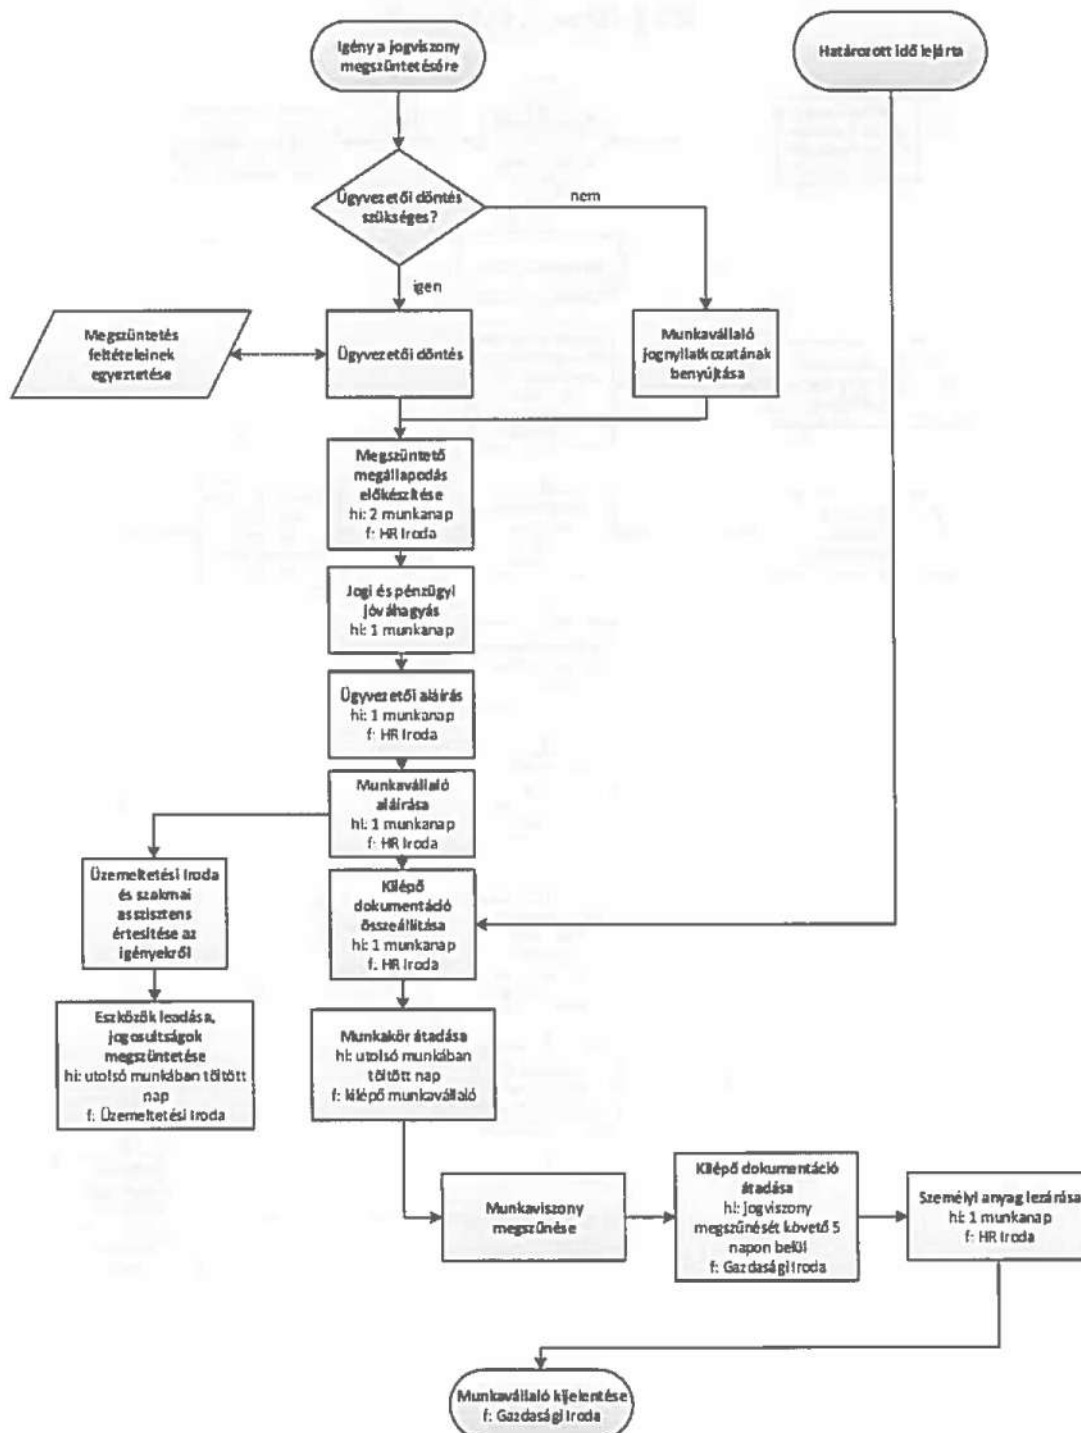 Igény a jogviszony
megszüntetésére
Határozott idő lejárta
Ügyvezetői döntés
szükséges?
nem
igen
Megszüntetés
feltételeinek
egyeztetése
Ügyvezetői döntés
Munkavállaló
jognyilatkozatának
benyújtása
Megszüntető
megállapodás
előkészítése
hi: 2 munkanap
f: HR Iroda
Jogi és pénzügyi
jóváhagyás
hi: 1 munkanap
Ügyvezetői aláírás
hi: 1 munkanap
f: HR Iroda
Munkavállaló
aláírása
hi: 1 munkanap
f: HR Iroda
Üzemeltetési Iroda
és szakmai
asszisztens
értesítése az
igényekről
Kilépő
dokumentáció
összeállítása
hi: 1 munkanap
f: HR Iroda
Eszközök leadása,
jogosultságok
megszüntetése
hi: utolsó munkában töltött
nap
f: Üzemeltetési Iroda
Munkakör átadása
hi: utolsó munkában
töltött nap
f: kilépő munkavállaló
Munkaviszony
megszűnése
Kilépő dokumentáció
átadása
hi: jogviszony
megszűnését követő 5
napon belül
f: Gazdasági Iroda
Személyi anyag lezárása
hi: 1 munkanap
f: HR Iroda
Munkavállaló kijelentése
f: Gazdasági Iroda